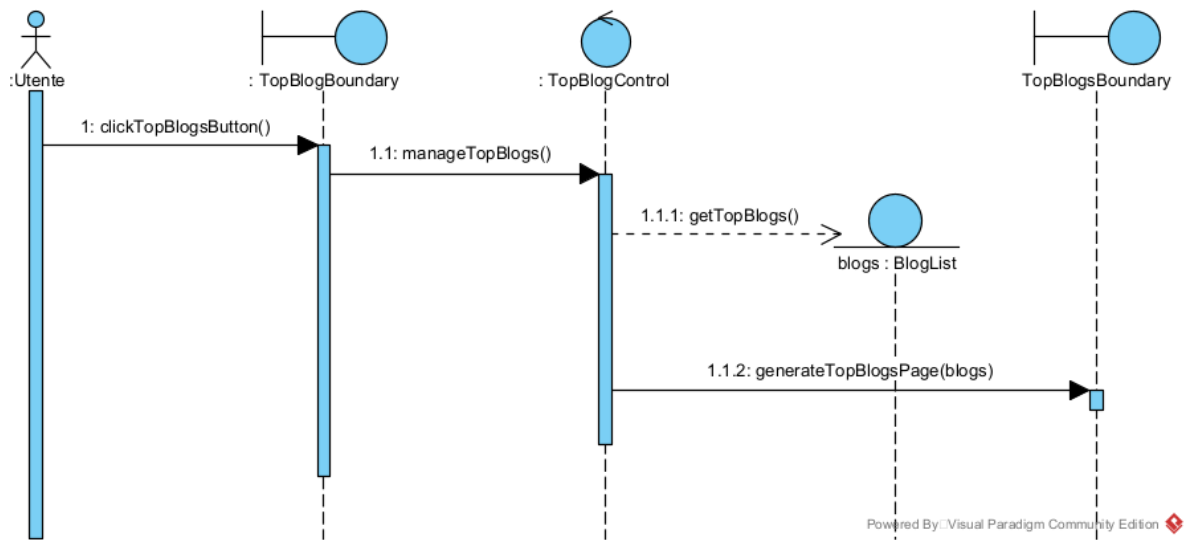 :Utente
: TopBlogBoundary
: TopBlogControl
TopBlogsBoundary
1: clickTopBlogsButton()
1.1: manageTopBlogs()
1.1.1: getTopBlogs()
blogs : BlogList
1.1.2: generateTopBlogsPage(blogs)
Powered By Visual Paradigm Community Edition